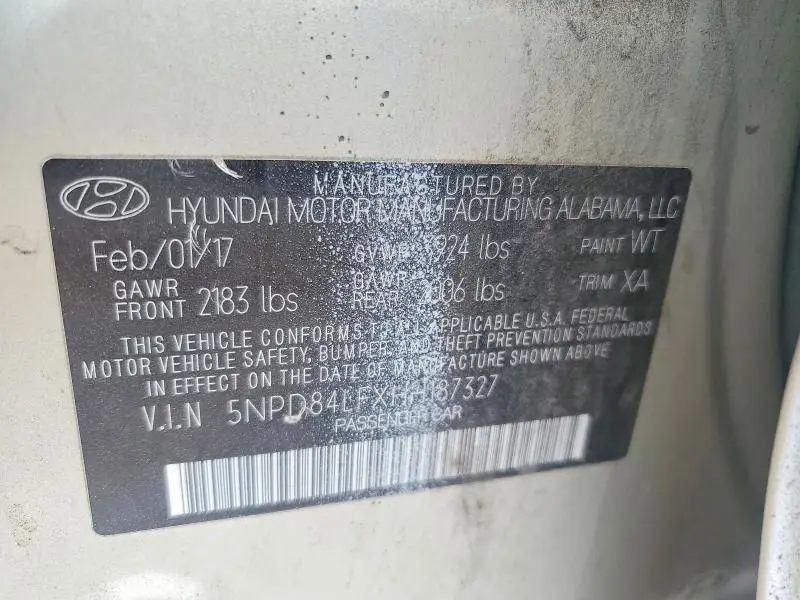 MANUFACTURED BY
HYUNDAI MOTOR MANUFACTURING ALABAMA, LLC
Feb/01/17 GVWR lbs PAINT WT
GAWR FRONT 2183 lbs GAWR REAR lbs TRIM XA
THIS VEHICLE CONFORMS TO ALL APPLICABLE U.S.A. FEDERAL
MOTOR VEHICLE SAFETY, BUMPER, AND THEFT PREVENTION STANDARDS
IN EFFECT ON THE DATE OF MANUFACTURE SHOWN ABOVE.
V.I.N 5NPD84LFXHH187327
PASSENGER CAR